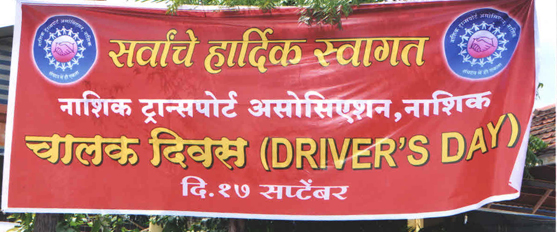 सर्वांचे हार्दिक स्वागत
नाशिक ट्रान्सपोर्ट असोसिएशन,नाशिक
चालक दिवस (DRIVER'S DAY)
दि.१७ सप्टेंबर